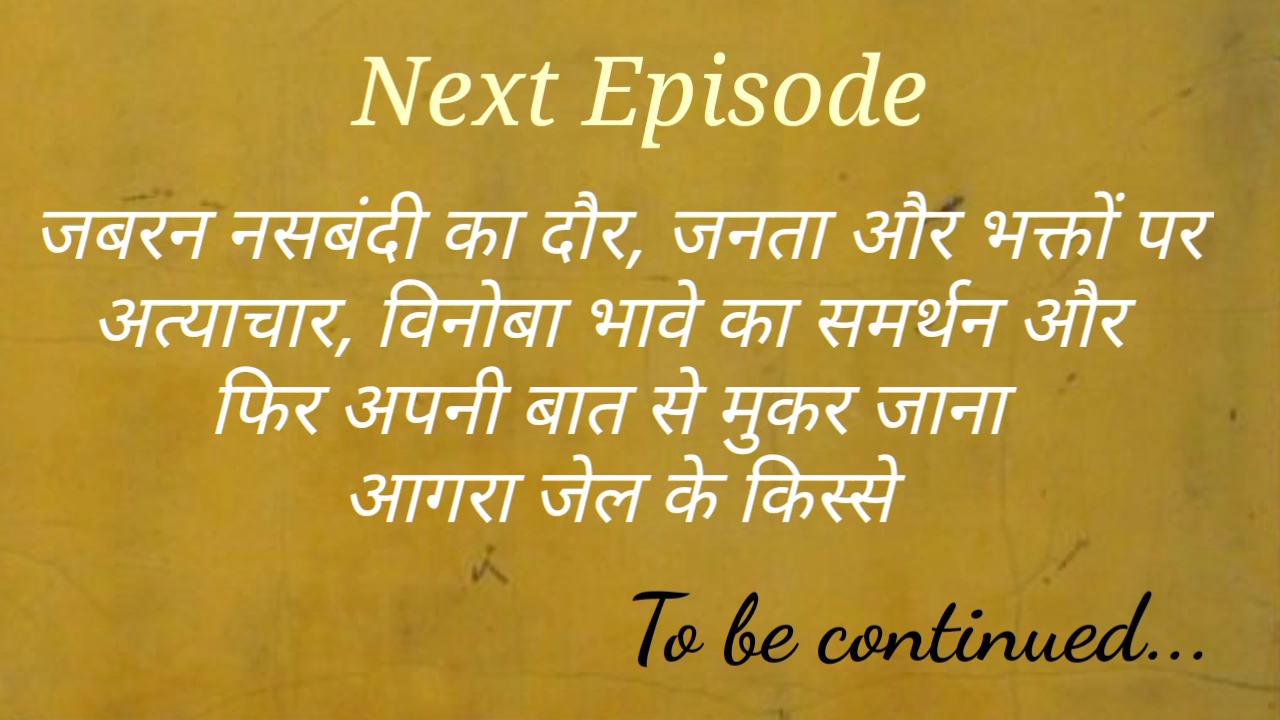 Next Episode
जबरन नसबंदी का दौर, जनता और भक्तों पर
अत्याचार, विनोबा भावे का समर्थन और
फिर अपनी बात से मुकर जाना
आगरा जेल के किस्से
To be continued...